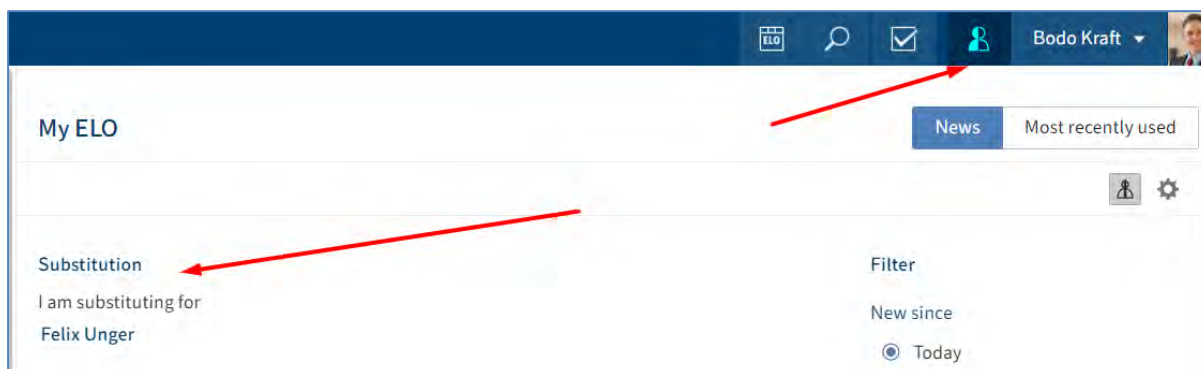 ELO
Bodo Kraft
My ELO
News
Most recently used
Substitution
I am substituting for
Felix Unger
Filter
New since
Today